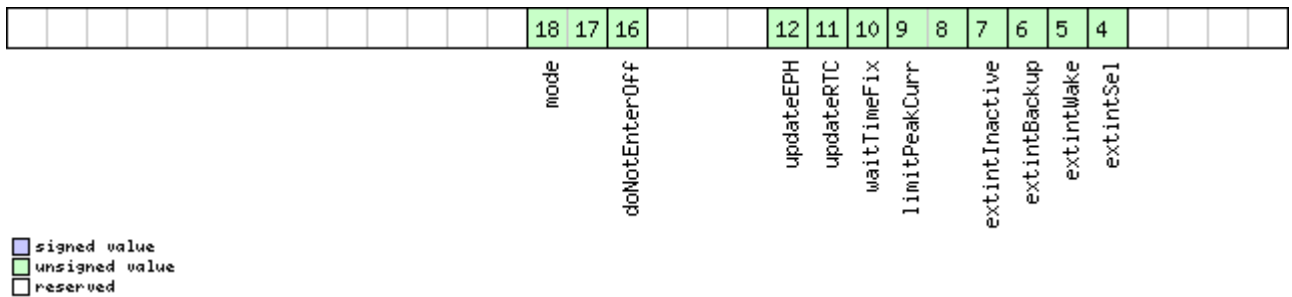 18 17 16 12 11 10 9 8 7 6 5 4
mode
doNotEnterOff
updateEPH
updateRTC
waitTimeFix
limitPeakCurr
extintInactive
extintBackup
extintWake
extintSel
signed value
unsigned value
reserved